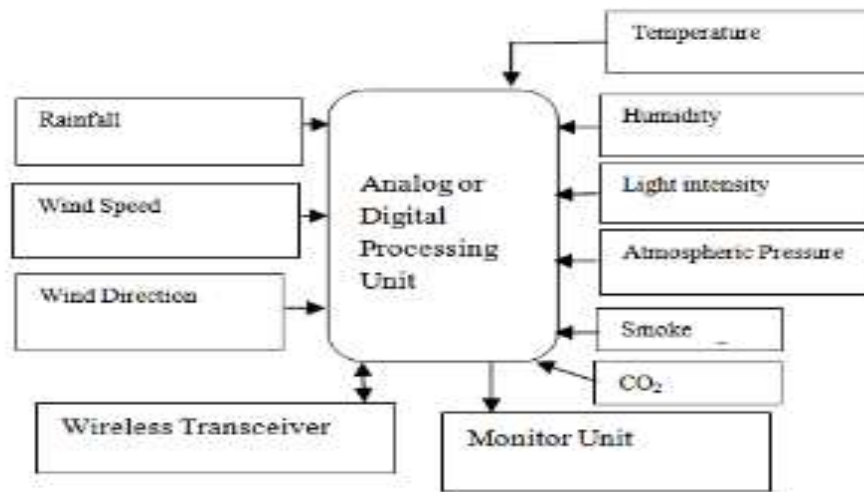 Temperature
Rainfall
Humidity
Analog or
Digital
Processing
Unit
Light intensity
Wind Speed
Atmospheric Pressure
Wind Direction
Smoke
CO₂
Wireless Transceiver
Monitor Unit